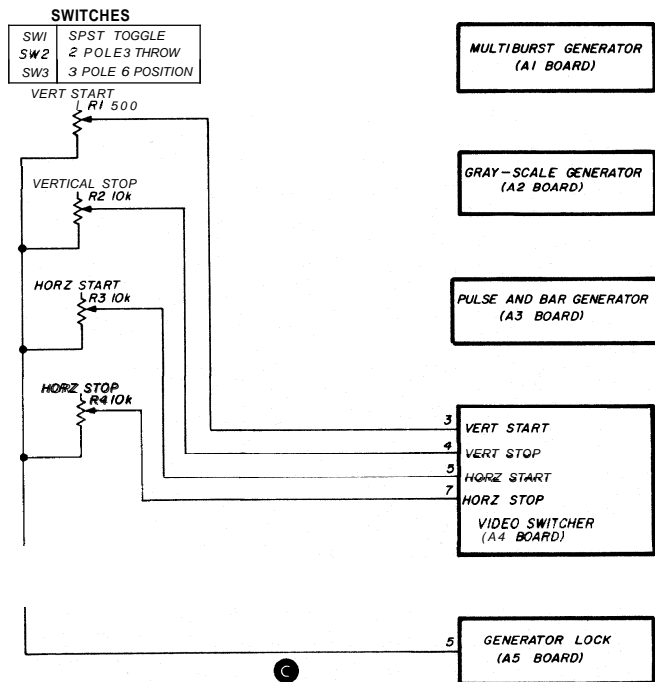 SWITCHES
SW1 SPST TOGGLE
SW2 2 POLE 3 THROW
SW3 3 POLE 6 POSITION
VERT START
R1 500
VERTICAL STOP
R2 10k
HORZ START
R3 10k
HORZ STOP
R4 10k
MULTIBURST GENERATOR
(A1 BOARD)
GRAY-SCALE GENERATOR
(A2 BOARD)
PULSE AND BAR GENERATOR
(A3 BOARD)
3 VERT START
4 VERT STOP
5 HORZ START
7 HORZ STOP
VIDEO SWITCHER
(A4 BOARD)
5 GENERATOR LOCK
(A5 BOARD)
C